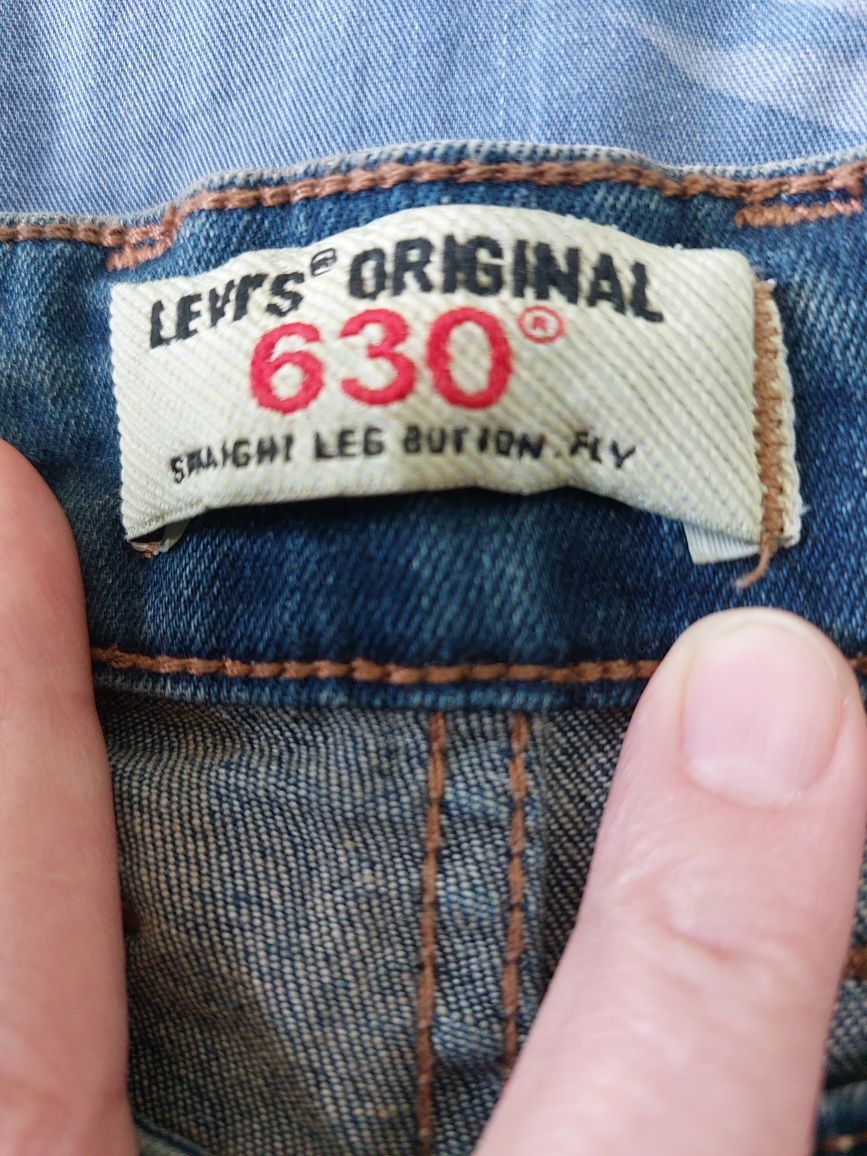 LEVI'S® ORIGINAL
630®
STRAIGHT LEG BUTTON FLY